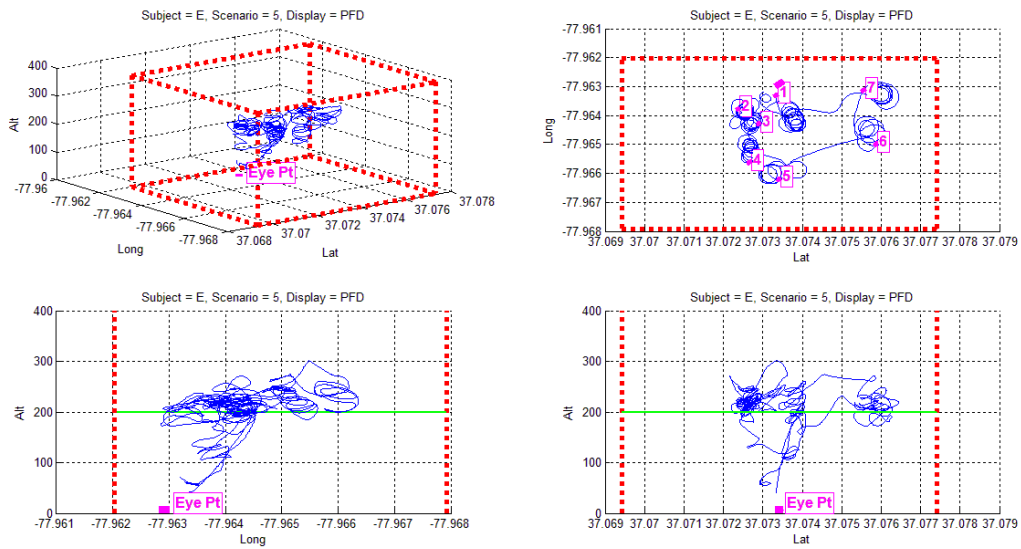 Subject = E, Scenario = 5, Display = PFD
400
300
200
100
0
Alt
-77.96
-77.962
-77.964
-77.966
-77.968
Long
37.068
37.07
37.072
37.074
37.076
37.078
Lat
Eye Pt
Subject = E, Scenario = 5, Display = PFD
-77.961
-77.962
-77.963
-77.964
-77.965
-77.966
-77.967
-77.968
Long
1
2
3
4
5
6
7
37.069 37.07 37.071 37.072 37.073 37.074 37.075 37.076 37.077 37.078 37.079
Lat
Subject = E, Scenario = 5, Display = PFD
400
300
200
100
0
Alt
Eye Pt
-77.961 -77.962 -77.963 -77.964 -77.965 -77.966 -77.967 -77.968
Long
Subject = E, Scenario = 5, Display = PFD
400
300
200
100
0
Alt
Eye Pt
37.069 37.07 37.071 37.072 37.073 37.074 37.075 37.076 37.077 37.078 37.079
Lat